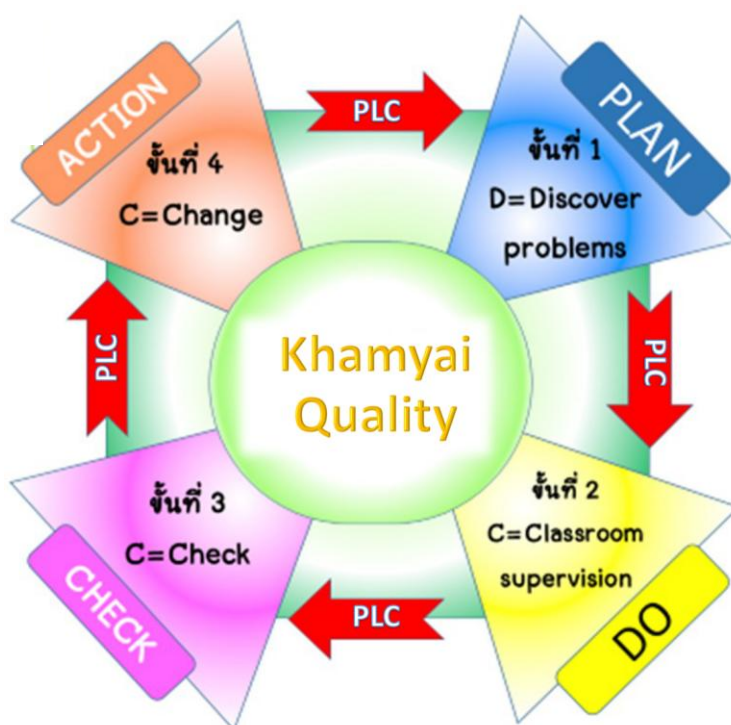 PLAN
ขั้นที่ 1
D=Discover
problems
PLC
ขั้นที่ 2
C=Classroom
supervision
DO
PLC
ขั้นที่ 3
C=Check
CHECK
PLC
ACTION
ขั้นที่ 4
C=Change
PLC
Khamyai
Quality